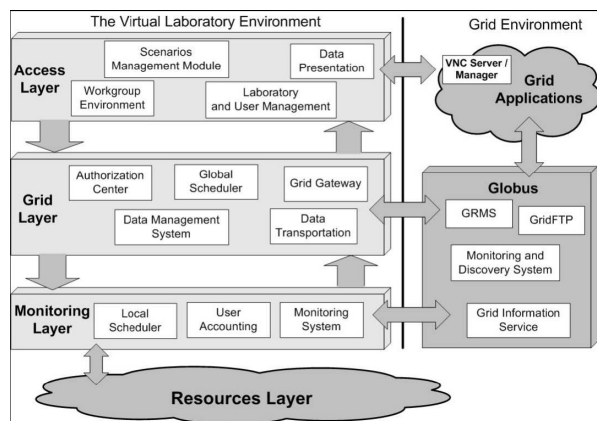 The Virtual Laboratory Environment
Grid Environment
Access
Layer
Scenarios
Management Module
Data
Presentation
Workgroup
Environment
Laboratory
and User Management
VNC Server /
Manager
Grid
Applications
Grid
Layer
Authorization
Center
Global
Scheduler
Grid Gateway
Data Management
System
Data
Transportation
Globus
GRMS
GridFTP
Monitoring and
Discovery System
Grid Information
Service
Monitoring
Layer
Local
Scheduler
User
Accounting
Monitoring
System
Resources Layer